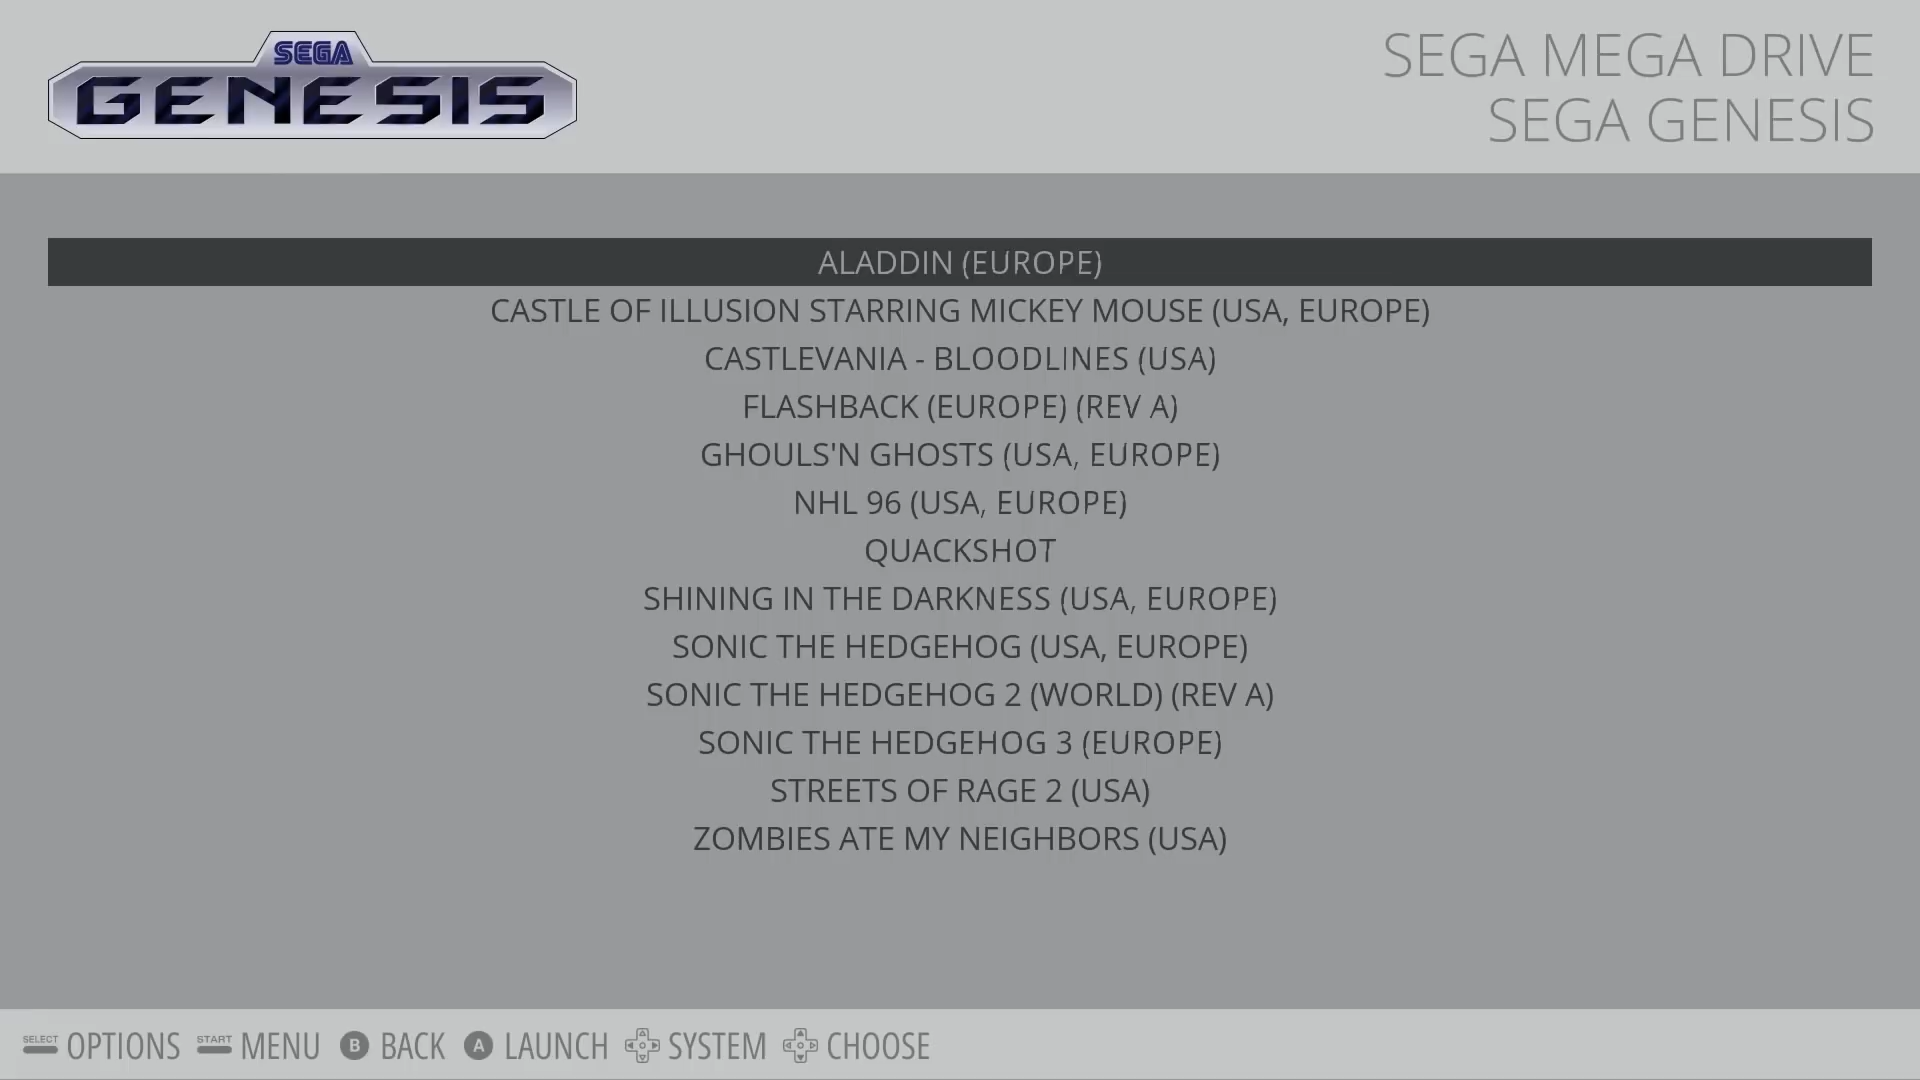 SEGA
GENESIS
SEGA MEGA DRIVE
SEGA GENESIS
ALADDIN (EUROPE)
CASTLE OF ILLUSION STARRING MICKEY MOUSE (USA, EUROPE)
CASTLEVANIA - BLOODLINES (USA)
FLASHBACK (EUROPE) (REV A)
GHOULS'N GHOSTS (USA, EUROPE)
NHL 96 (USA, EUROPE)
QUACKSHOT
SHINING IN THE DARKNESS (USA, EUROPE)
SONIC THE HEDGEHOG (USA, EUROPE)
SONIC THE HEDGEHOG 2 (WORLD) (REV A)
SONIC THE HEDGEHOG 3 (EUROPE)
STREETS OF RAGE 2 (USA)
ZOMBIES ATE MY NEIGHBORS (USA)
SELECT OPTIONS START MENU B BACK A LAUNCH SYSTEM CHOOSE